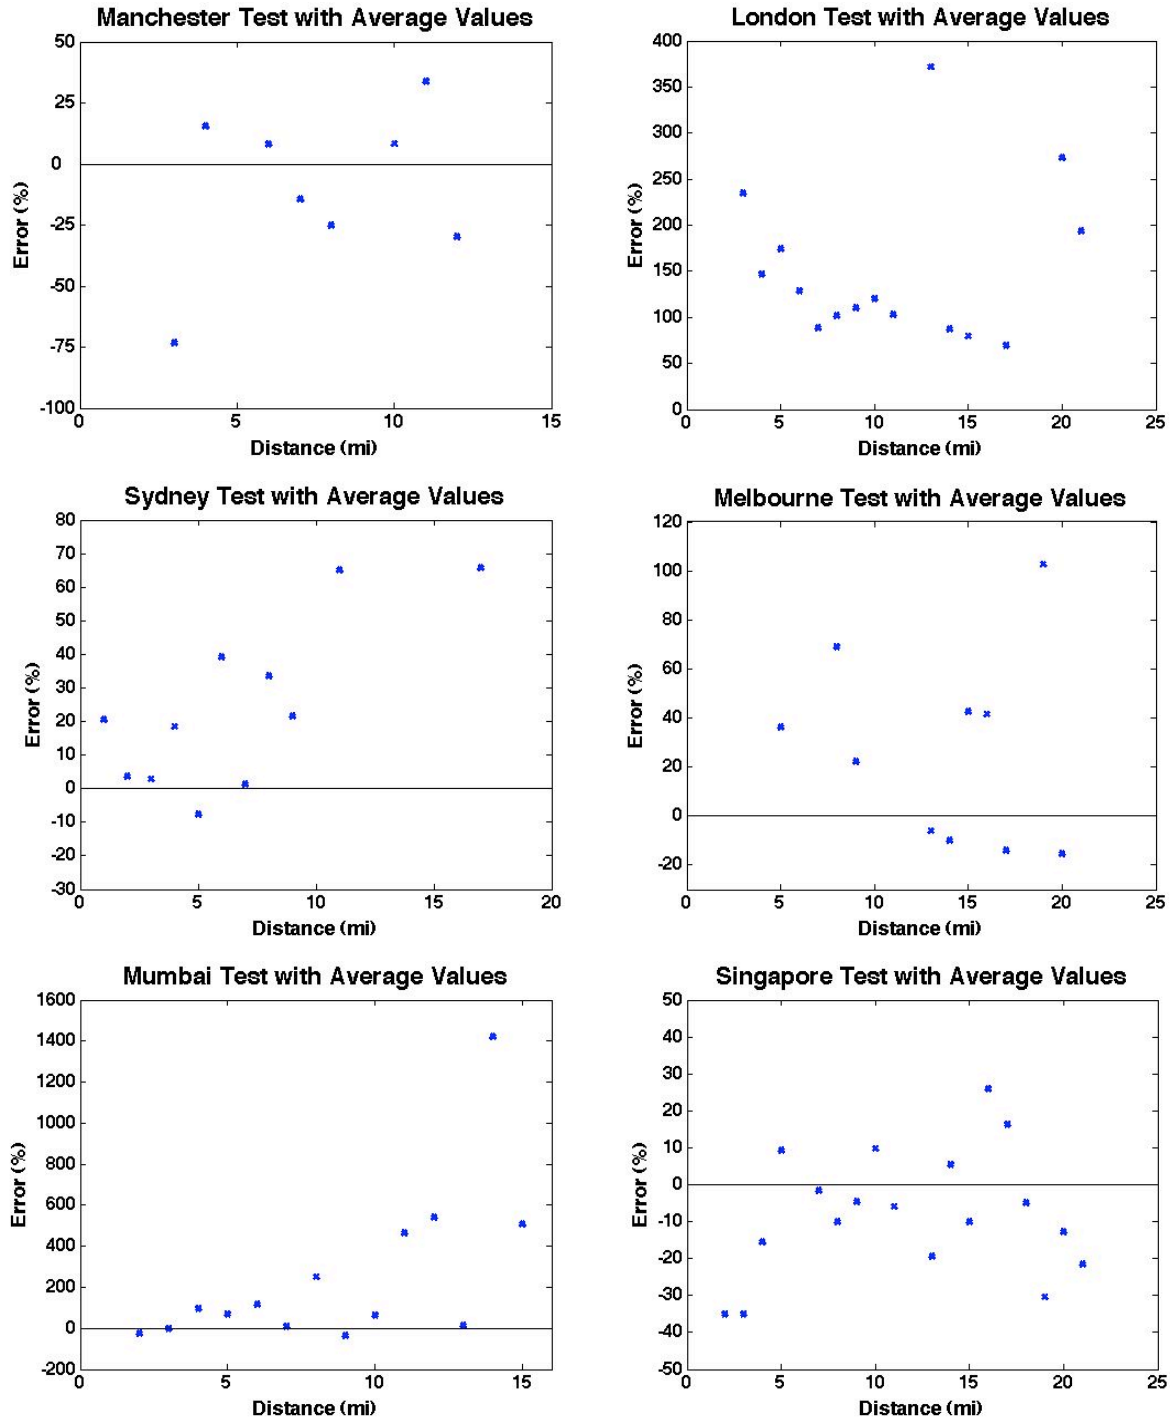 Manchester Test with Average Values
50
25
0
-25
-50
-75
-100
Error (%)
0 5 10 15
Distance (mi)
London Test with Average Values
400
350
300
250
200
150
100
50
0
Error (%)
0 5 10 15 20 25
Distance (mi)
Sydney Test with Average Values
80
70
60
50
40
30
20
10
0
-10
-20
-30
Error (%)
0 5 10 15 20
Distance (mi)
Melbourne Test with Average Values
120
100
80
60
40
20
0
-20
Error (%)
0 5 10 15 20 25
Distance (mi)
Mumbai Test with Average Values
1600
1400
1200
1000
800
600
400
200
0
-200
Error (%)
0 5 10 15
Distance (mi)
Singapore Test with Average Values
50
40
30
20
10
0
-10
-20
-30
-40
-50
Error (%)
0 5 10 15 20 25
Distance (mi)